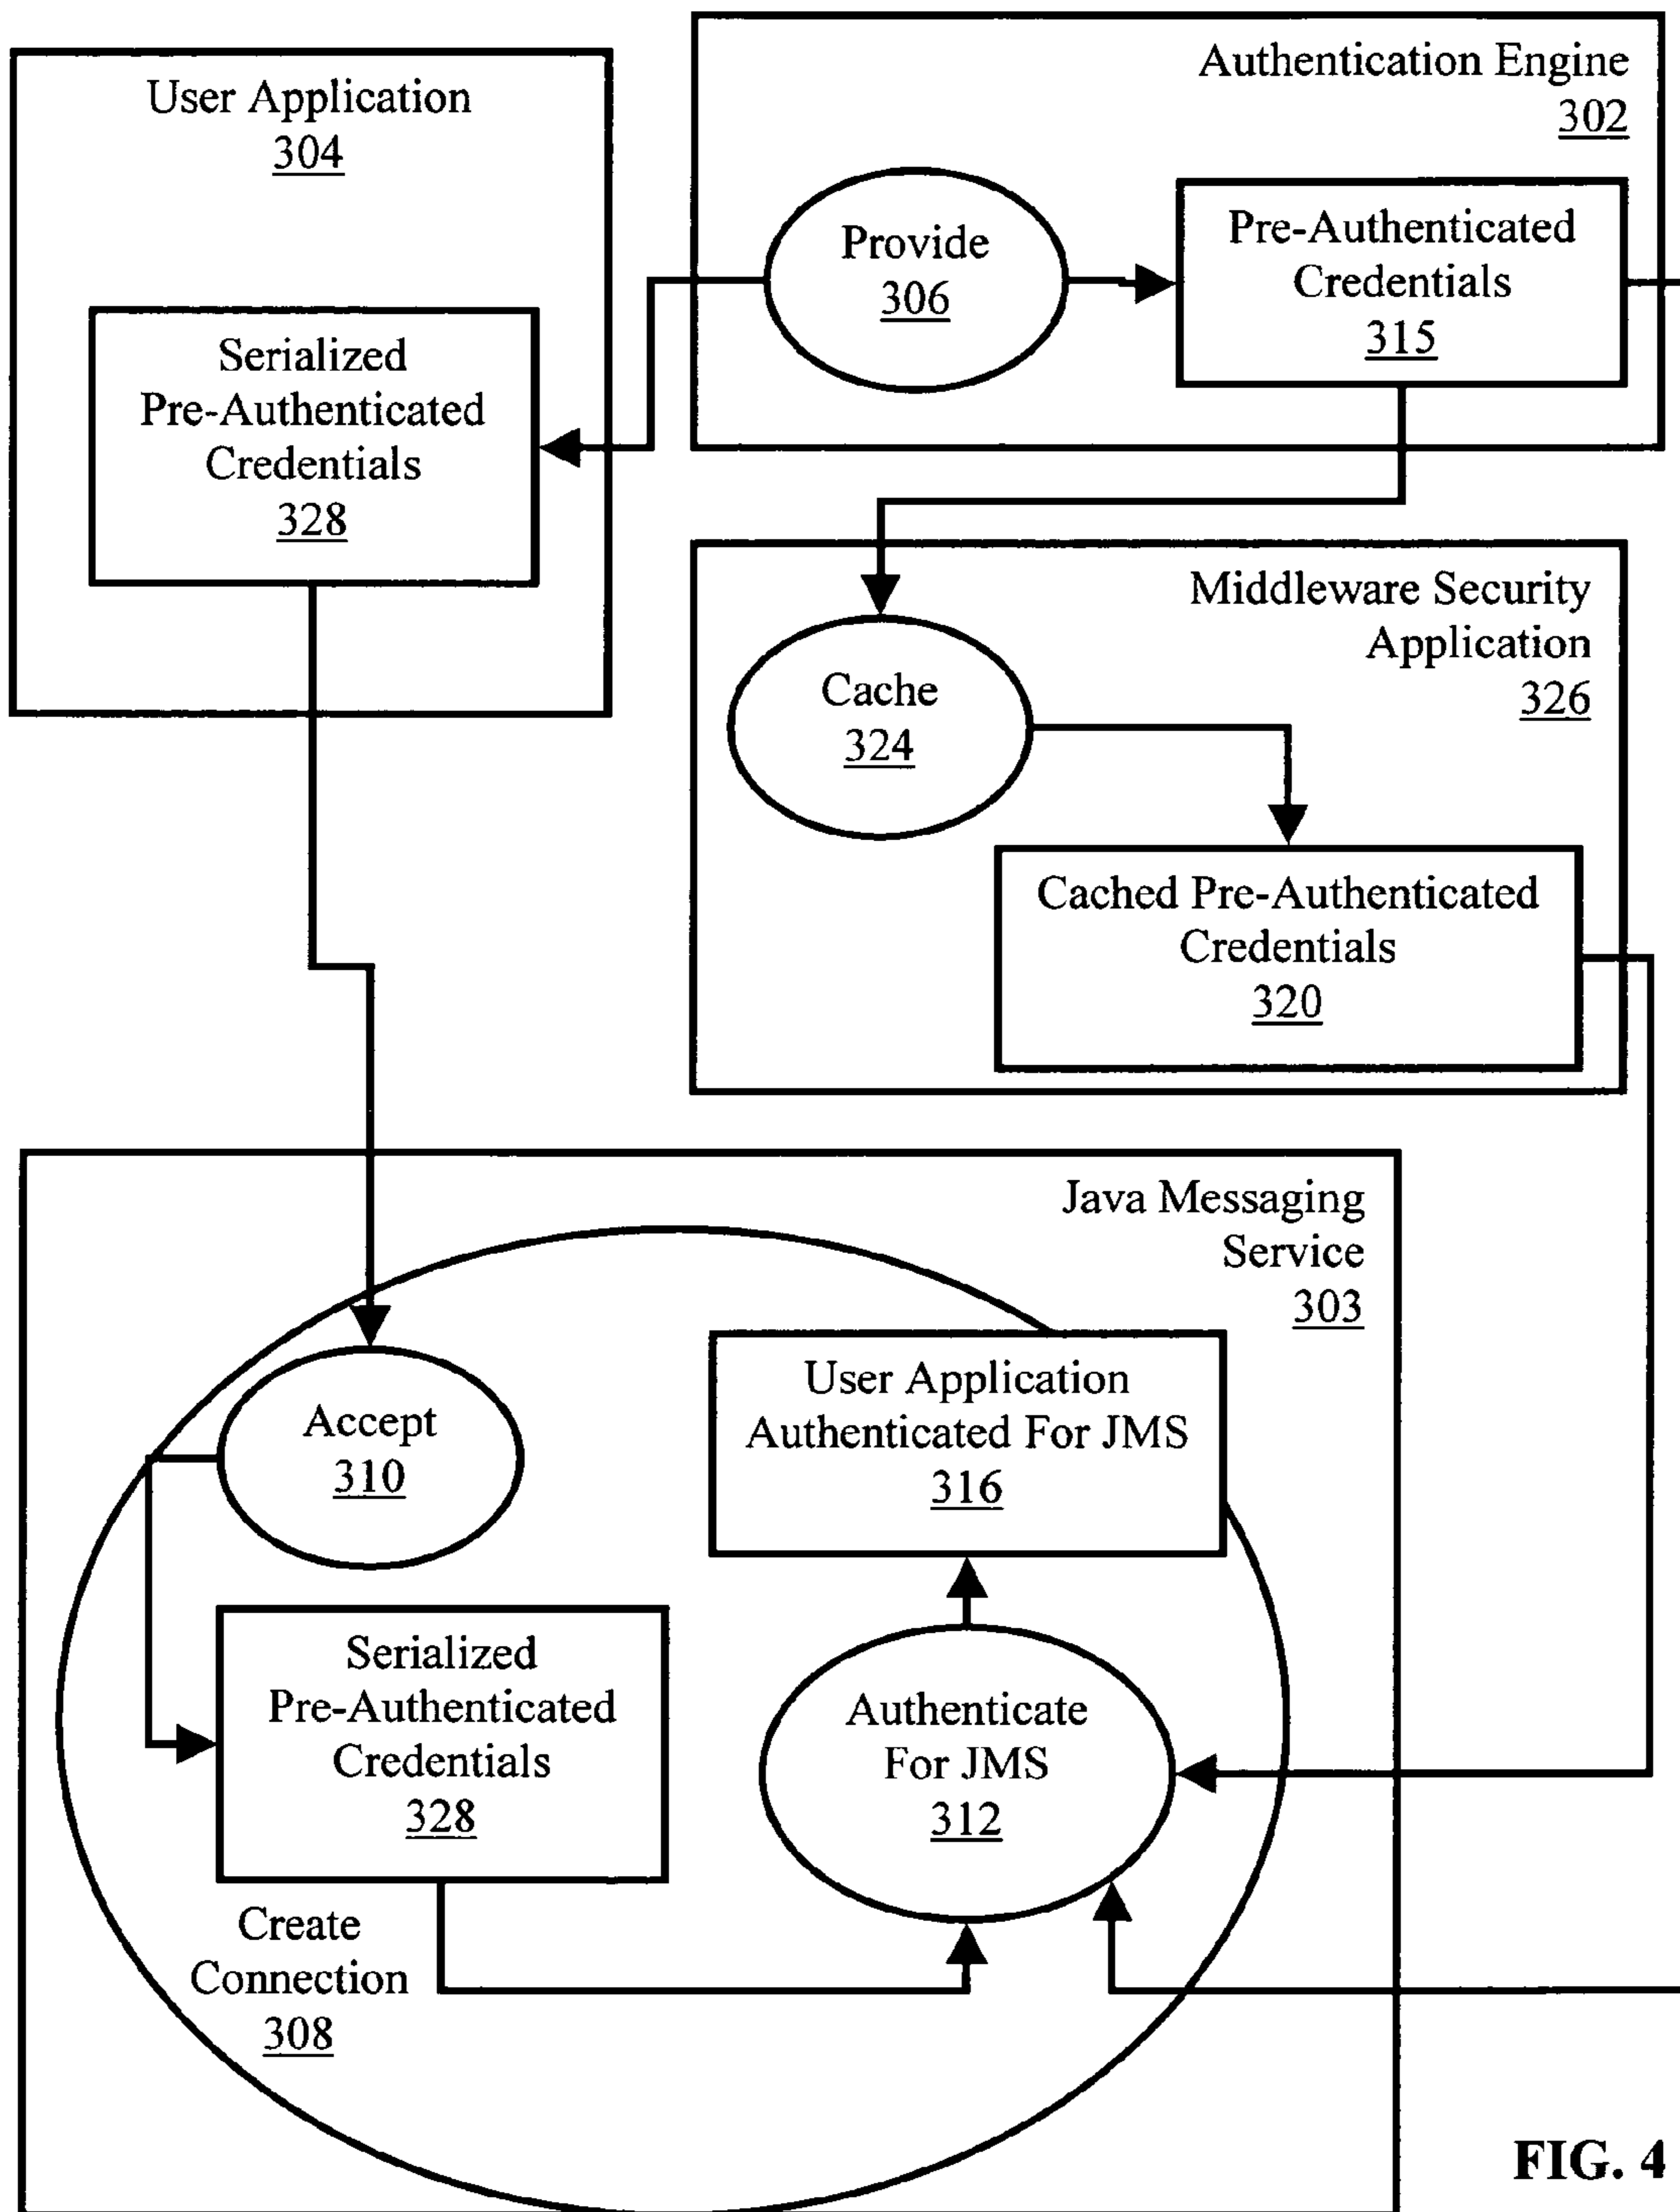 User Application
304
Authentication Engine
302
Provide
306
Pre-Authenticated
Credentials
315
Serialized
Pre-Authenticated
Credentials
328
Middleware Security
Application
326
Cache
324
Cached Pre-Authenticated
Credentials
320
Java Messaging
Service
303
Accept
310
User Application
Authenticated For JMS
316
Serialized
Pre-Authenticated
Credentials
328
Authenticate
For JMS
312
Create
Connection
308
FIG. 4